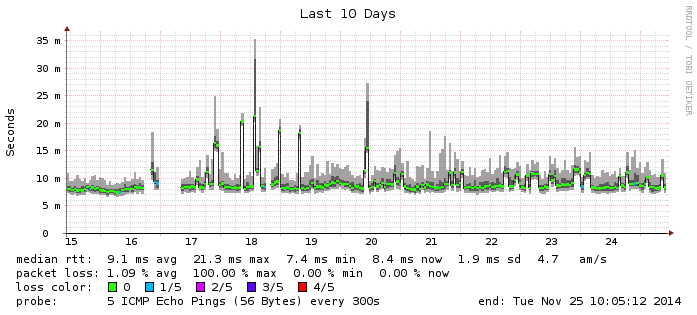 Last 10 Days
RRDTOOL / TOBI OETIKER
Seconds
35 m
30 m
25 m
20 m
15 m
10 m
5 m
0
15 16 17 18 19 20 21 22 23 24
median rtt: 9.1 ms avg 21.3 ms max 7.4 ms min 8.4 ms now 1.9 ms sd 4.7 am/s
packet loss: 1.09 % avg 100.00 % max 0.00 % min 0.00 % now
loss color: 0 1/5 2/5 3/5 4/5
probe: 5 ICMP Echo Pings (56 Bytes) every 300s end: Tue Nov 25 10:05:12 2014